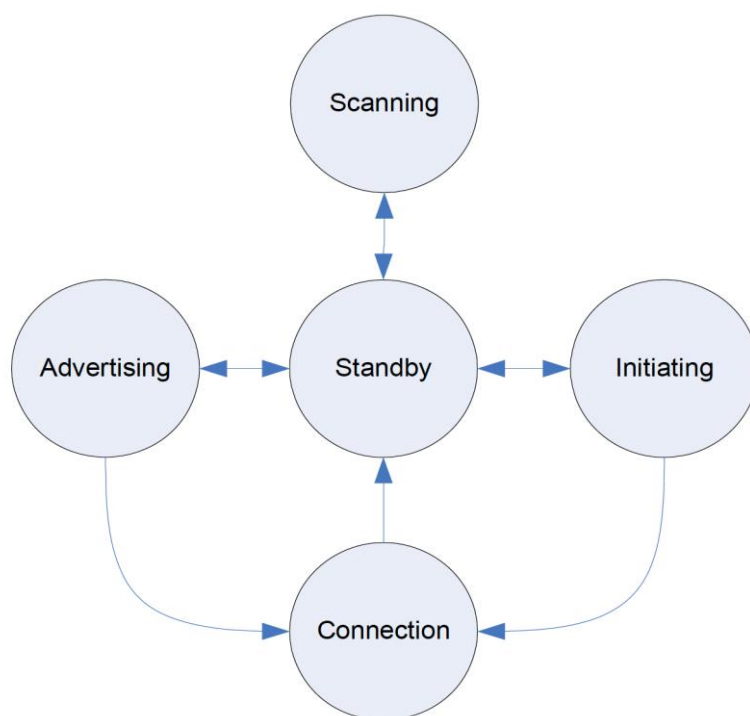 Scanning
Advertising
Standby
Initiating
Connection